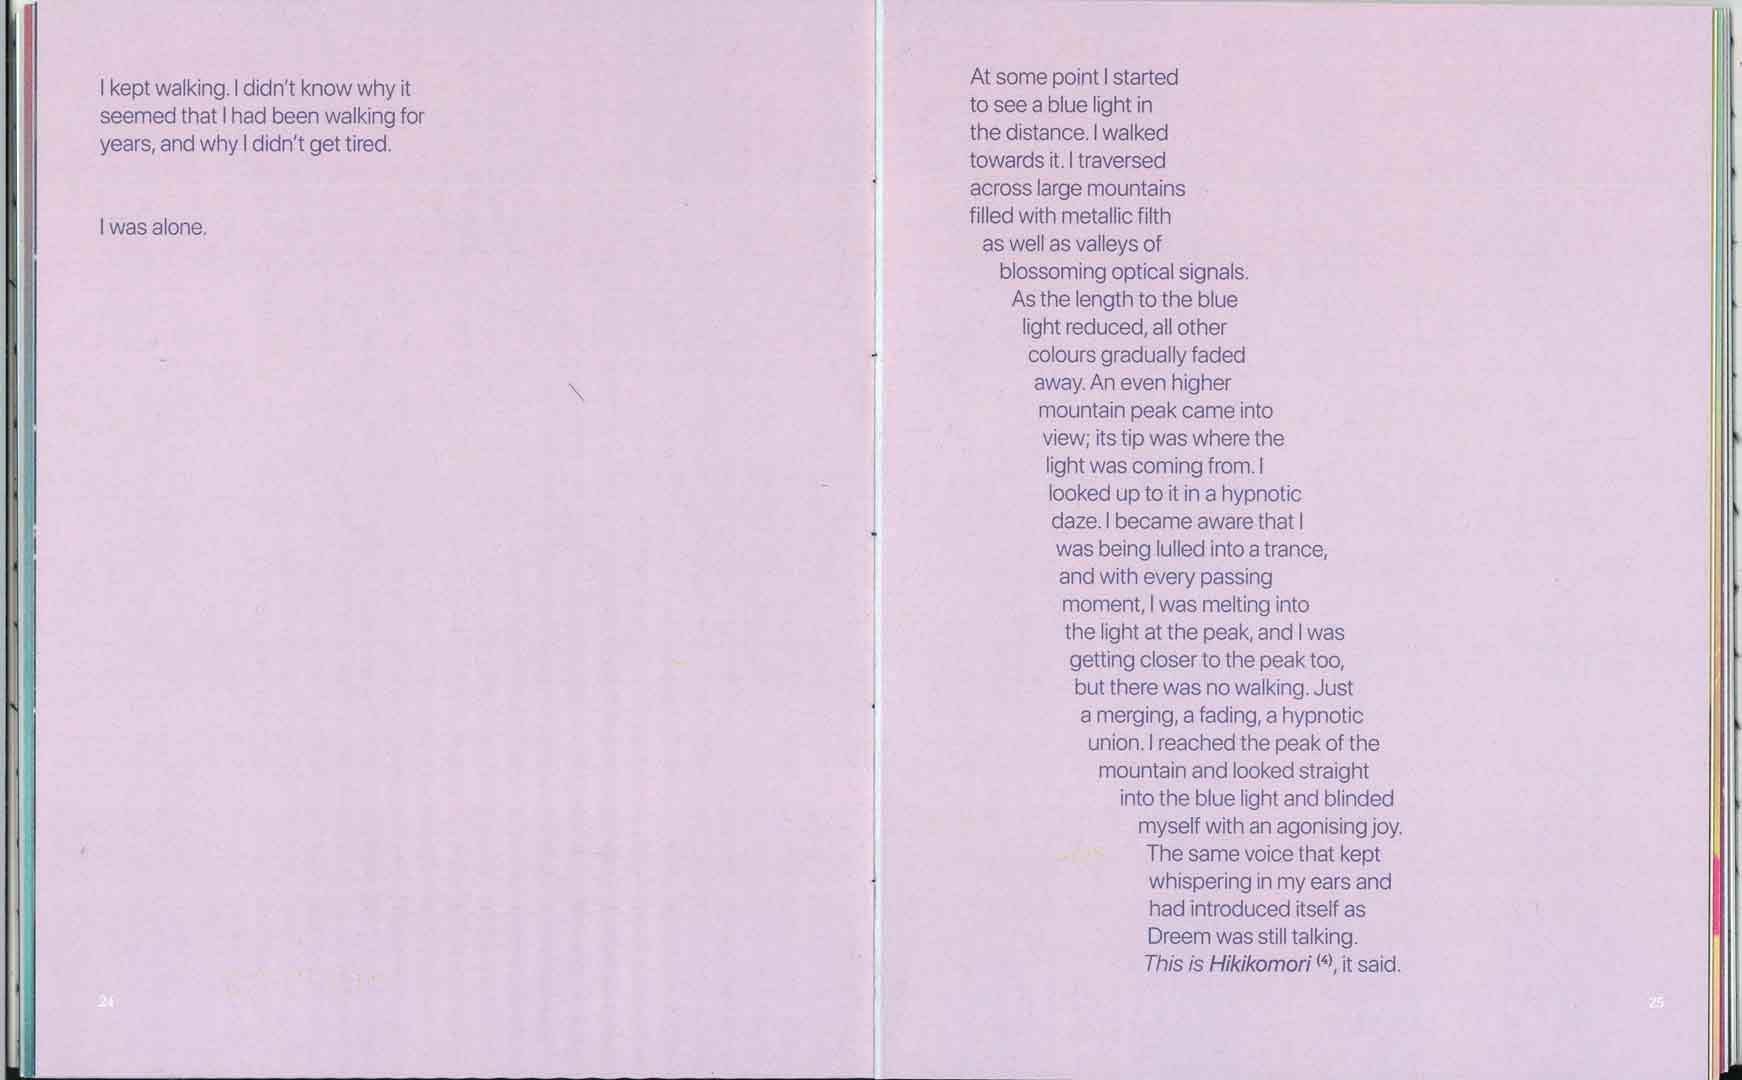 I kept walking. I didn't know why it
seemed that I had been walking for
years, and why I didn't get tired.
I was alone.
24
At some point I started
to see a blue light in
the distance. I walked
towards it. I traversed
across large mountains
filled with metallic filth
as well as valleys of
blossoming optical signals.
As the length to the blue
light reduced, all other
colours gradually faded
away. An even higher
mountain peak came into
view; its tip was where the
light was coming from. I
looked up to it in a hypnotic
daze. I became aware that I
was being lulled into a trance,
and with every passing
moment, I was melting into
the light at the peak, and I was
getting closer to the peak too,
but there was no walking. Just
a merging, a fading, a hypnotic
union. I reached the peak of the
mountain and looked straight
into the blue light and blinded
myself with an agonising joy.
The same voice that kept
whispering in my ears and
had introduced itself as
Dreem was still talking.
This is Hikikomori (4), it said.
25